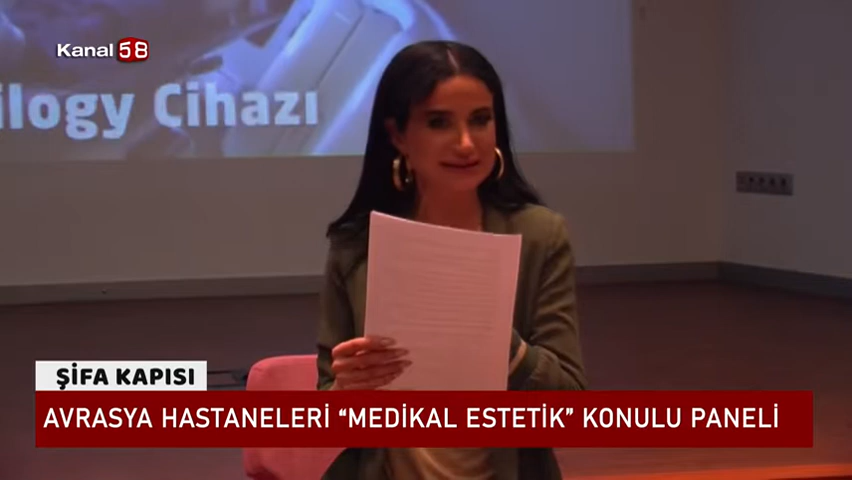 Kanal 58
ilogy Cihazı
ŞİFA KAPISI
AVRASYA HASTANELERİ “MEDİKAL ESTETİK” KONULU PANELİ